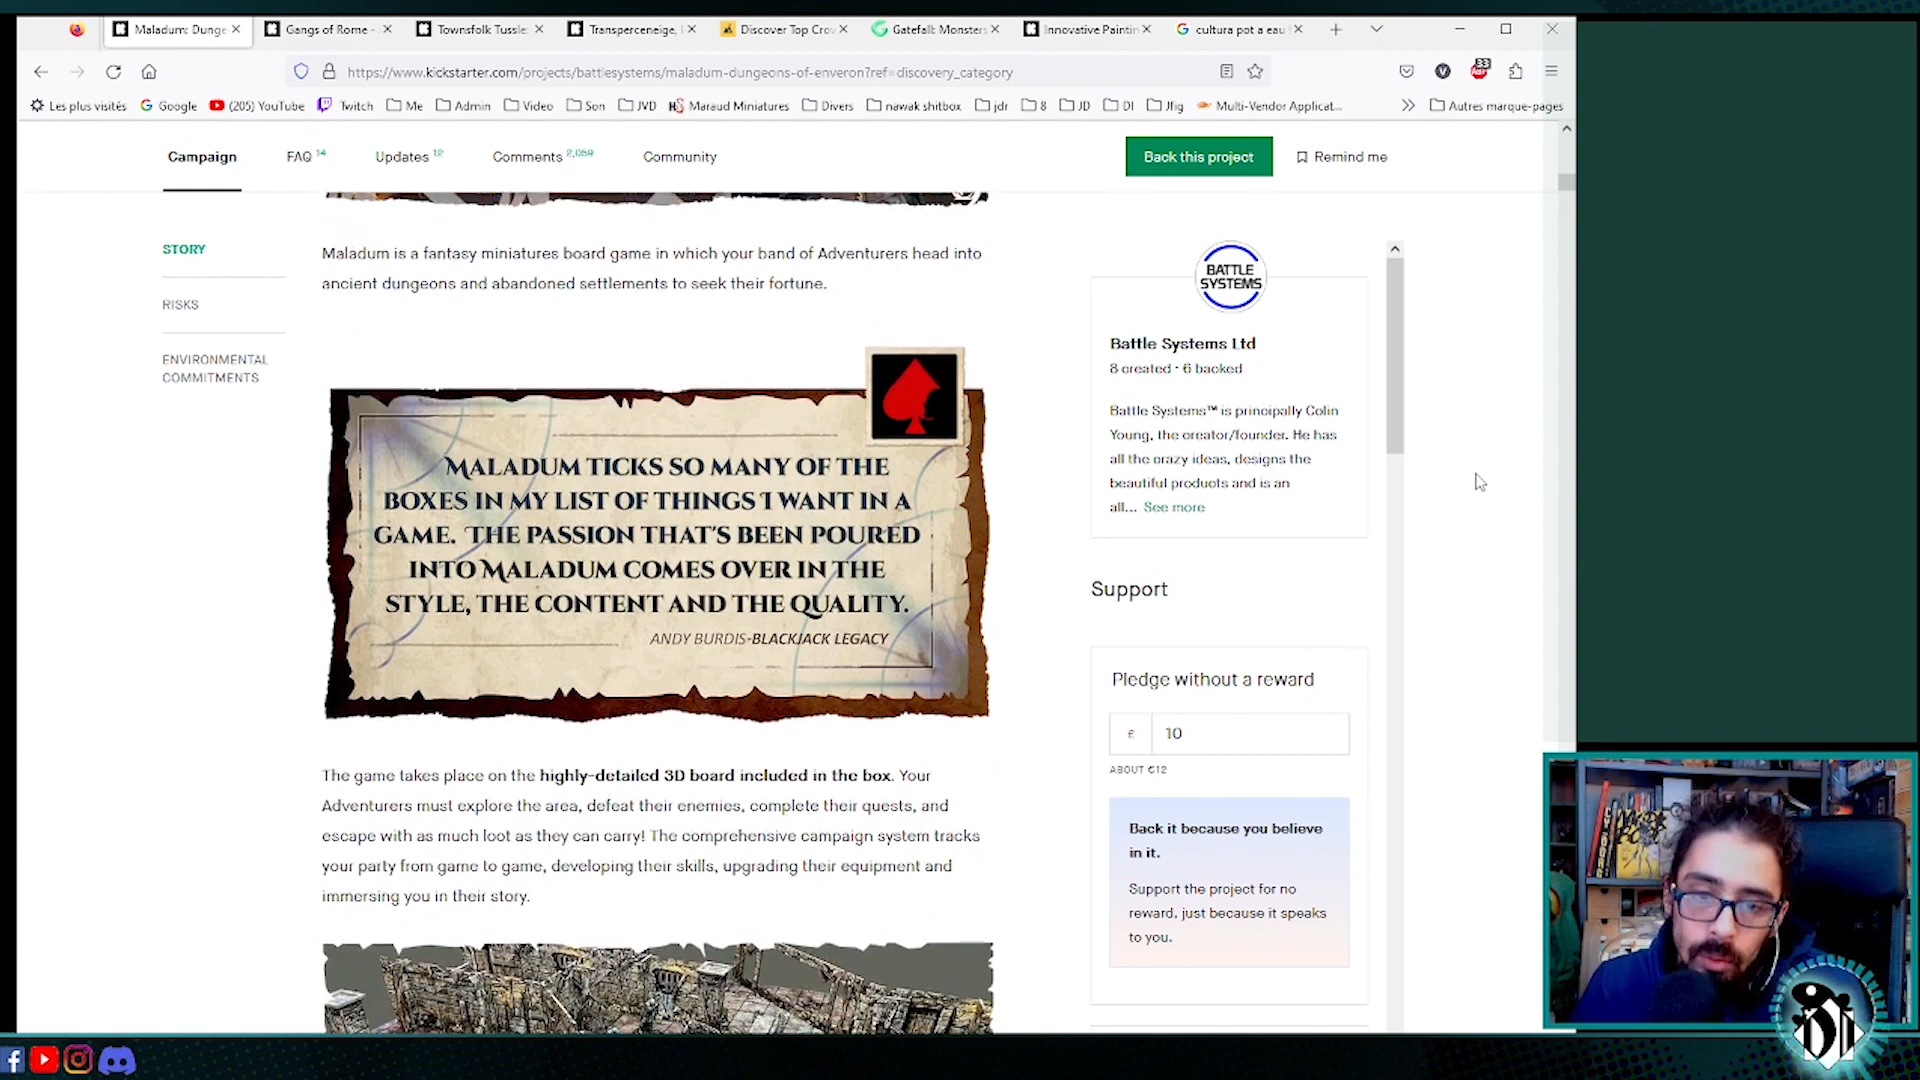 Maladum: Dunge
Gangs of Rome -
Townsfolk Tussle:
Transperceneige,
Discover Top Crow
Gatefall: Monsters
Innovative Paintin
cultura pot a eau
https://www.kickstarter.com/projects/battlesystems/maladum-dungeons-of-enveron?ref=discovery_category
33
Les plus visités
Google
(205) YouTube
Twitch
Me
Admin
Video
Son
JVD
Maraud Miniatures
Divers
nawak shitbox
jdr
8
JD
DI
Jfig
Multi-Vendor Applicat...
Autres marque-pages
Campaign
FAQ 14
Updates 12
Comments 2,059
Community
Back this project
Remind me
STORY
RISKS
ENVIRONMENTAL
COMMITMENTS
Maladum is a fantasy miniatures board game in which your band of Adventurers head into
ancient dungeons and abandoned settlements to seek their fortune.
MALADUM TICKS SO MANY OF THE
BOXES IN MY LIST OF THINGS I WANT IN A
GAME. THE PASSION THAT'S BEEN POURED
INTO MALADUM COMES OVER IN THE
STYLE, THE CONTENT AND THE QUALITY.
ANDY BURDIS-BLACKJACK LEGACY
The game takes place on the highly-detailed 3D board included in the box. Your
Adventurers must explore the area, defeat their enemies, complete their quests, and
escape with as much loot as they can carry! The comprehensive campaign system tracks
your party from game to game, developing their skills, upgrading their equipment and
immersing you in their story.
BATTLE
SYSTEMS
Battle Systems Ltd
8 created · 6 backed
Battle Systems™ is principally Colin
Young, the creator/founder. He has
all the crazy ideas, designs the
beautiful products and is an
all... See more
Support
Pledge without a reward
£ 10
ABOUT €12
Back it because you believe
in it.
Support the project for no
reward, just because it speaks
to you.